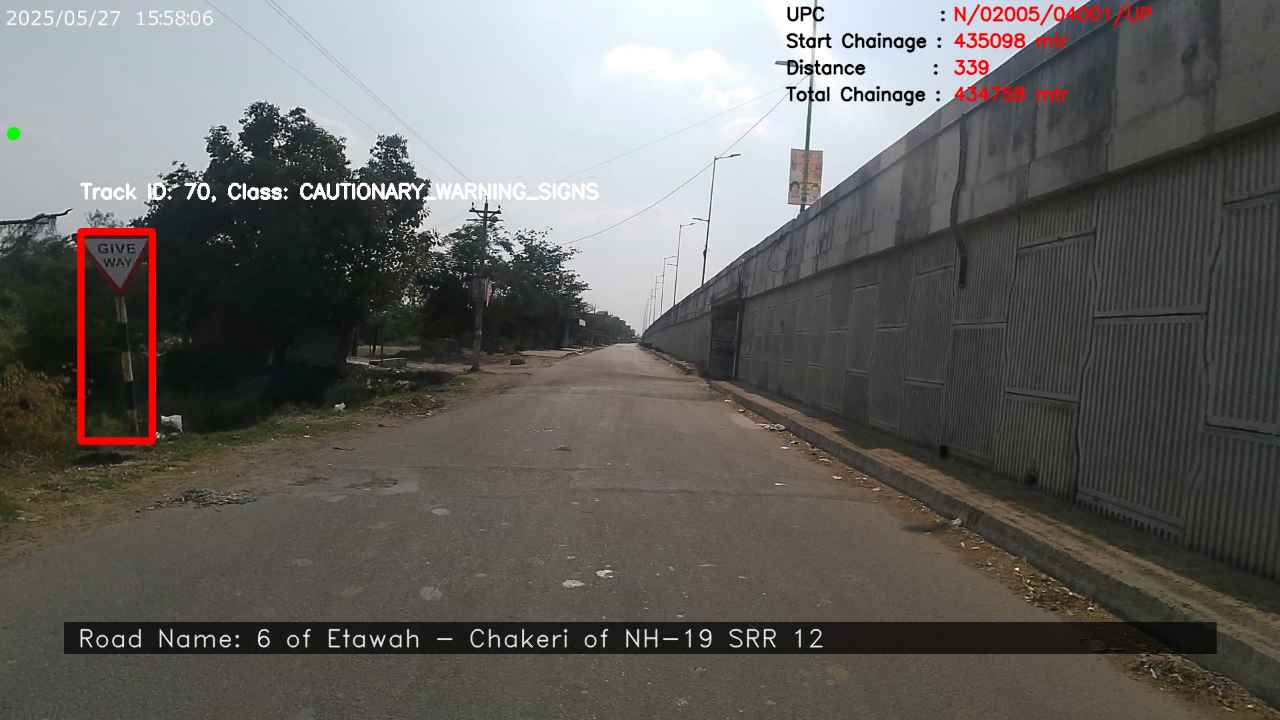 2025/05/27 15:58:06
UPC : N/02005/04001/UP
Start Chainage : 435098 mtr
Distance : 339
Total Chainage : 434758 mtr
Track ID: 70, Class: CAUTIONARY_WARNING_SIGNS
GIVE
WAY
Road Name: 6 of Etawah - Chakeri of NH-19 SRR 12